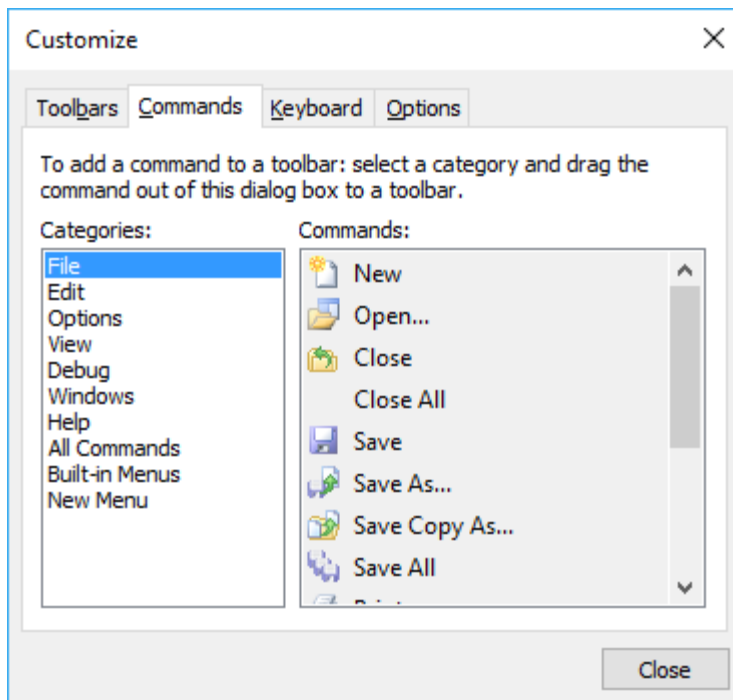 Customize
Toolbars Commands Keyboard Options
To add a command to a toolbar: select a category and drag the
command out of this dialog box to a toolbar.
Categories:
File
Edit
Options
View
Debug
Windows
Help
All Commands
Built-in Menus
New Menu
Commands:
New
Open...
Close
Close All
Save
Save As...
Save Copy As...
Save All
Close